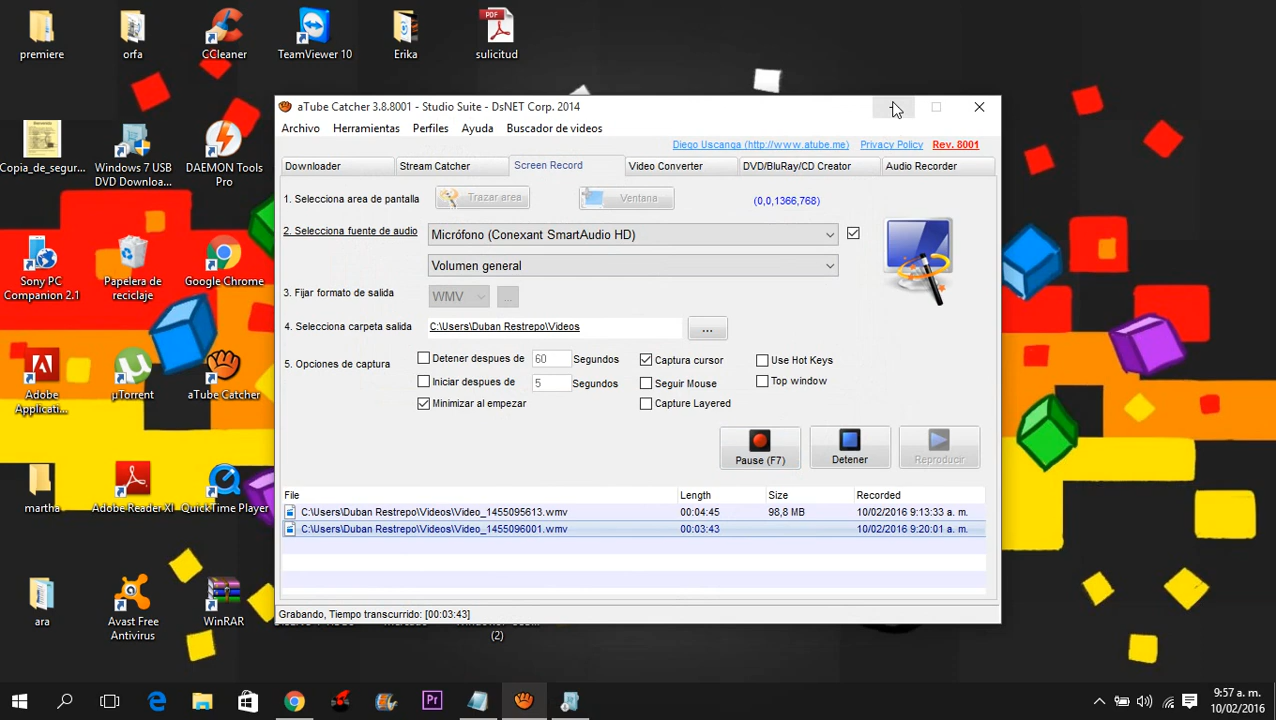 premiere
orfa
CCleaner
TeamViewer 10
Erika
sulicitud
Copia_de_segur...
Windows 7 USB
DVD Downloa...
DAEMON Tools
Pro
Sony PC
Companion 2.1
Papelera de
reciclaje
Google Chrome
Adobe
Applicati...
µTorrent
aTube Catcher
martha
Adobe Reader XI
QuickTime Player
ara
Avast Free
Antivirus
WinRAR
(2)
aTube Catcher 3.8.8001 - Studio Suite - DsNET Corp. 2014
Archivo Herramientas Perfiles Ayuda Buscador de videos
Diego Uscanga (http://www.atube.me) Privacy Policy Rev. 8001
Downloader Stream Catcher Screen Record Video Converter DVD/BluRay/CD Creator Audio Recorder
1. Selecciona area de pantalla Trazar area Ventana (0,0,1366,768)
2. Selecciona fuente de audio Micrófono (Conexant SmartAudio HD)
Volumen general
3. Fijar formato de salida WMV ...
4. Selecciona carpeta salida C:\Users\Duban Restrepo\Videos ...
5. Opciones de captura Detener despues de 60 Segundos Captura cursor Use Hot Keys
Iniciar despues de 5 Segundos Seguir Mouse Top window
Minimizar al empezar Capture Layered
Pause (F7) Detener Reproducir
File Length Size Recorded
C:\Users\Duban Restrepo\Videos\Video_1455095613.wmv 00:04:45 98,8 MB 10/02/2016 9:13:33 a. m.
C:\Users\Duban Restrepo\Videos\Video_1455096001.wmv 00:03:43 10/02/2016 9:20:01 a. m.
Grabando, Tiempo transcurrido: [00:03:43]
Pr
9:57 a. m.
10/02/2016